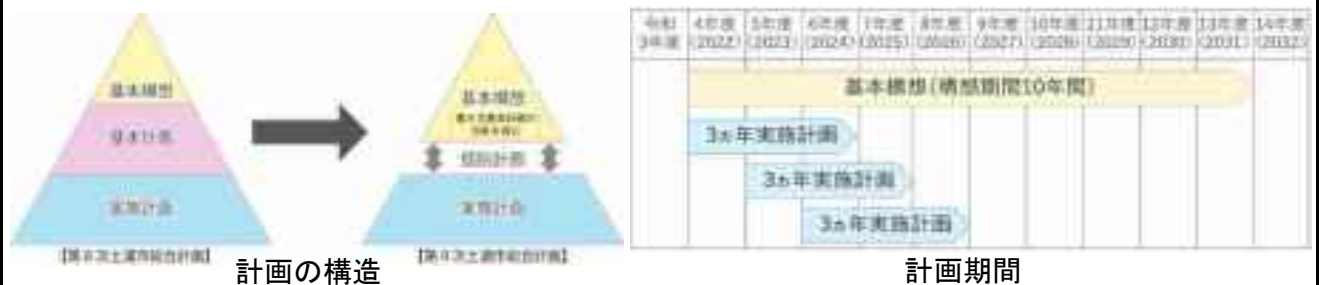 基本構想
基本計画
実施計画
【第8次土浦市総合計画】
基本構想
個別計画
実施計画
【第9次土浦市総合計画】
計画の構造
令和
3年度
4年度
(2022)
5年度
(2023)
6年度
(2024)
7年度
(2025)
8年度
(2026)
9年度
(2027)
10年度
(2028)
11年度
(2029)
12年度
(2030)
13年度
(2031)
14年度
(2032)
基本構想(構想期間10年間)
3ヵ年実施計画
3ヵ年実施計画
3ヵ年実施計画
計画期間